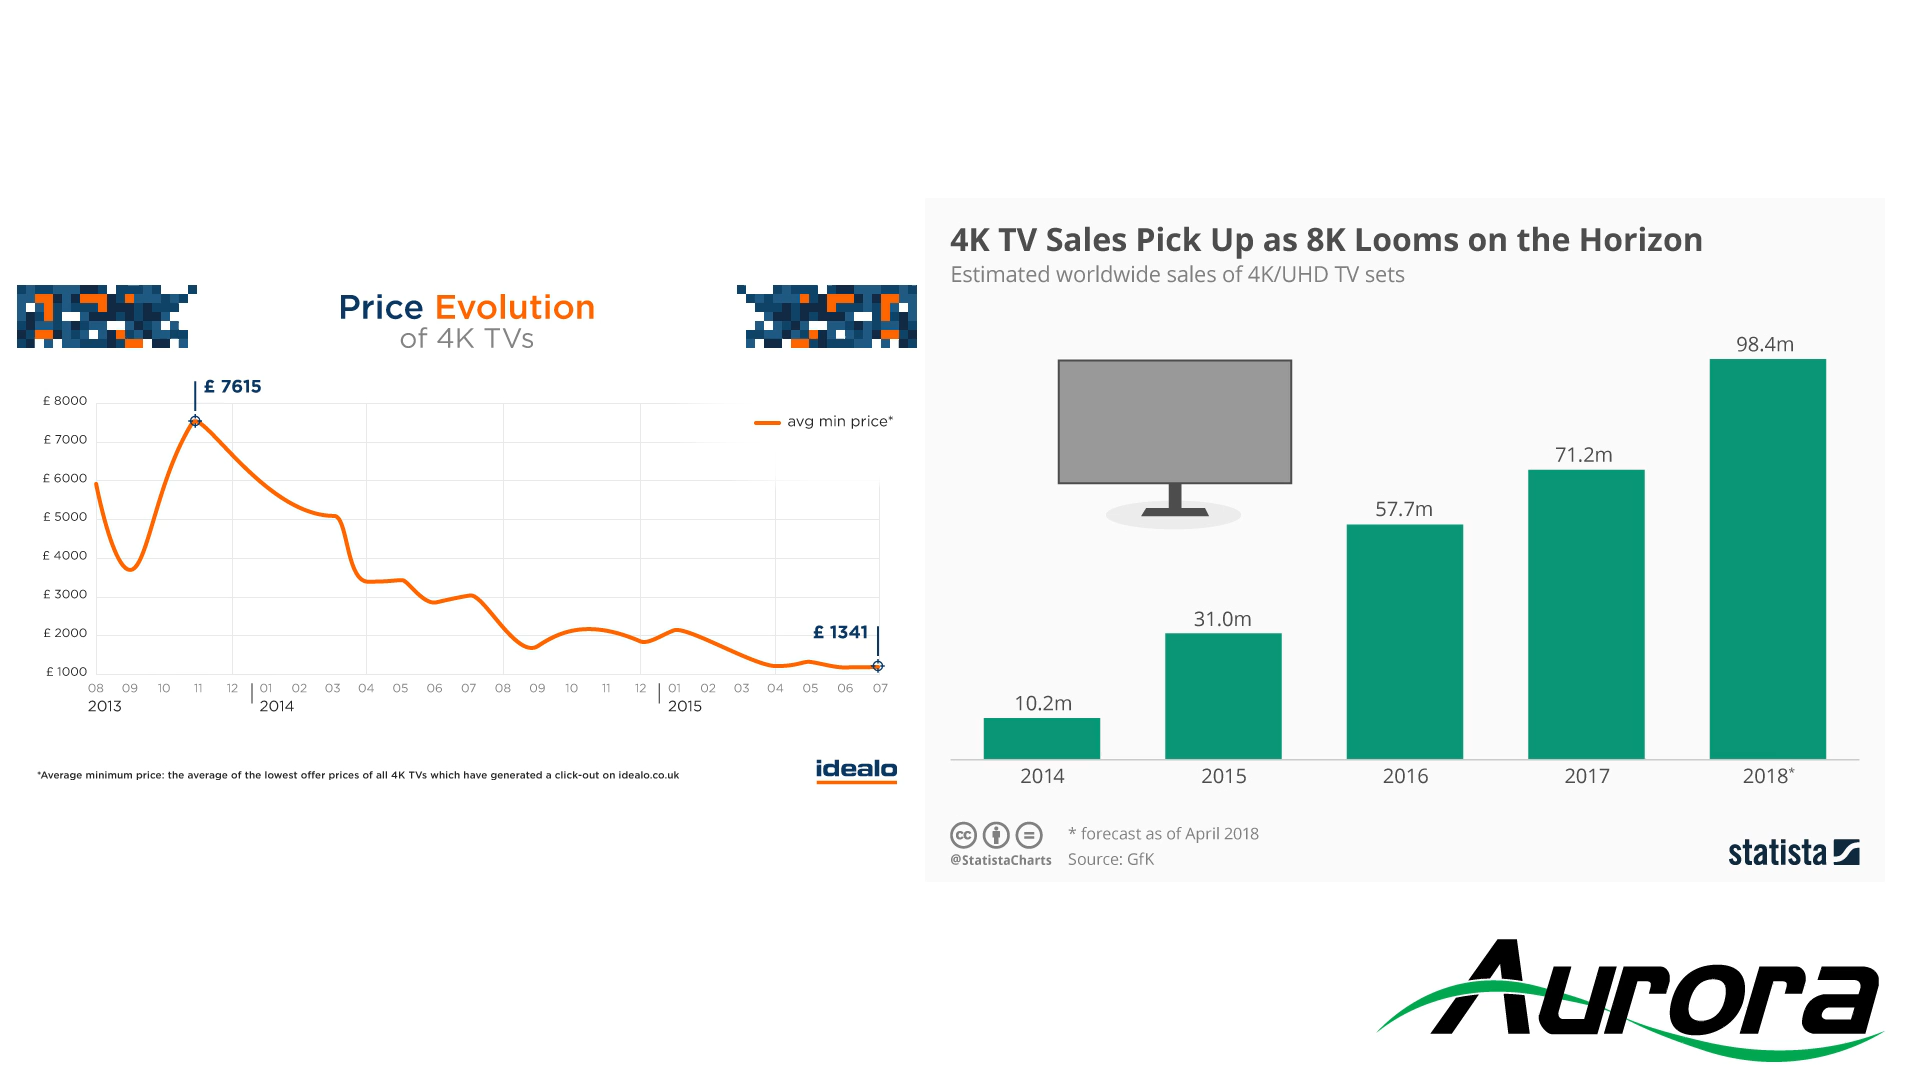 Price Evolution
of 4K TVs
£ 7615
£ 8000
£ 7000
£ 6000
£ 5000
£ 4000
£ 3000
£ 2000
£ 1000
avg min price*
£ 1341
08 09 10 11 12 01 02 03 04 05 06 07 08 09 10 11 12 01 02 03 04 05 06 07
2013 2014 2015
*Average minimum price: the average of the lowest offer prices of all 4K TVs which have generated a click-out on idealo.co.uk
idealo
4K TV Sales Pick Up as 8K Looms on the Horizon
Estimated worldwide sales of 4K/UHD TV sets
10.2m
31.0m
57.7m
71.2m
98.4m
2014 2015 2016 2017 2018*
cc
@StatistaCharts
* forecast as of April 2018
Source: GfK
statista
Aurora